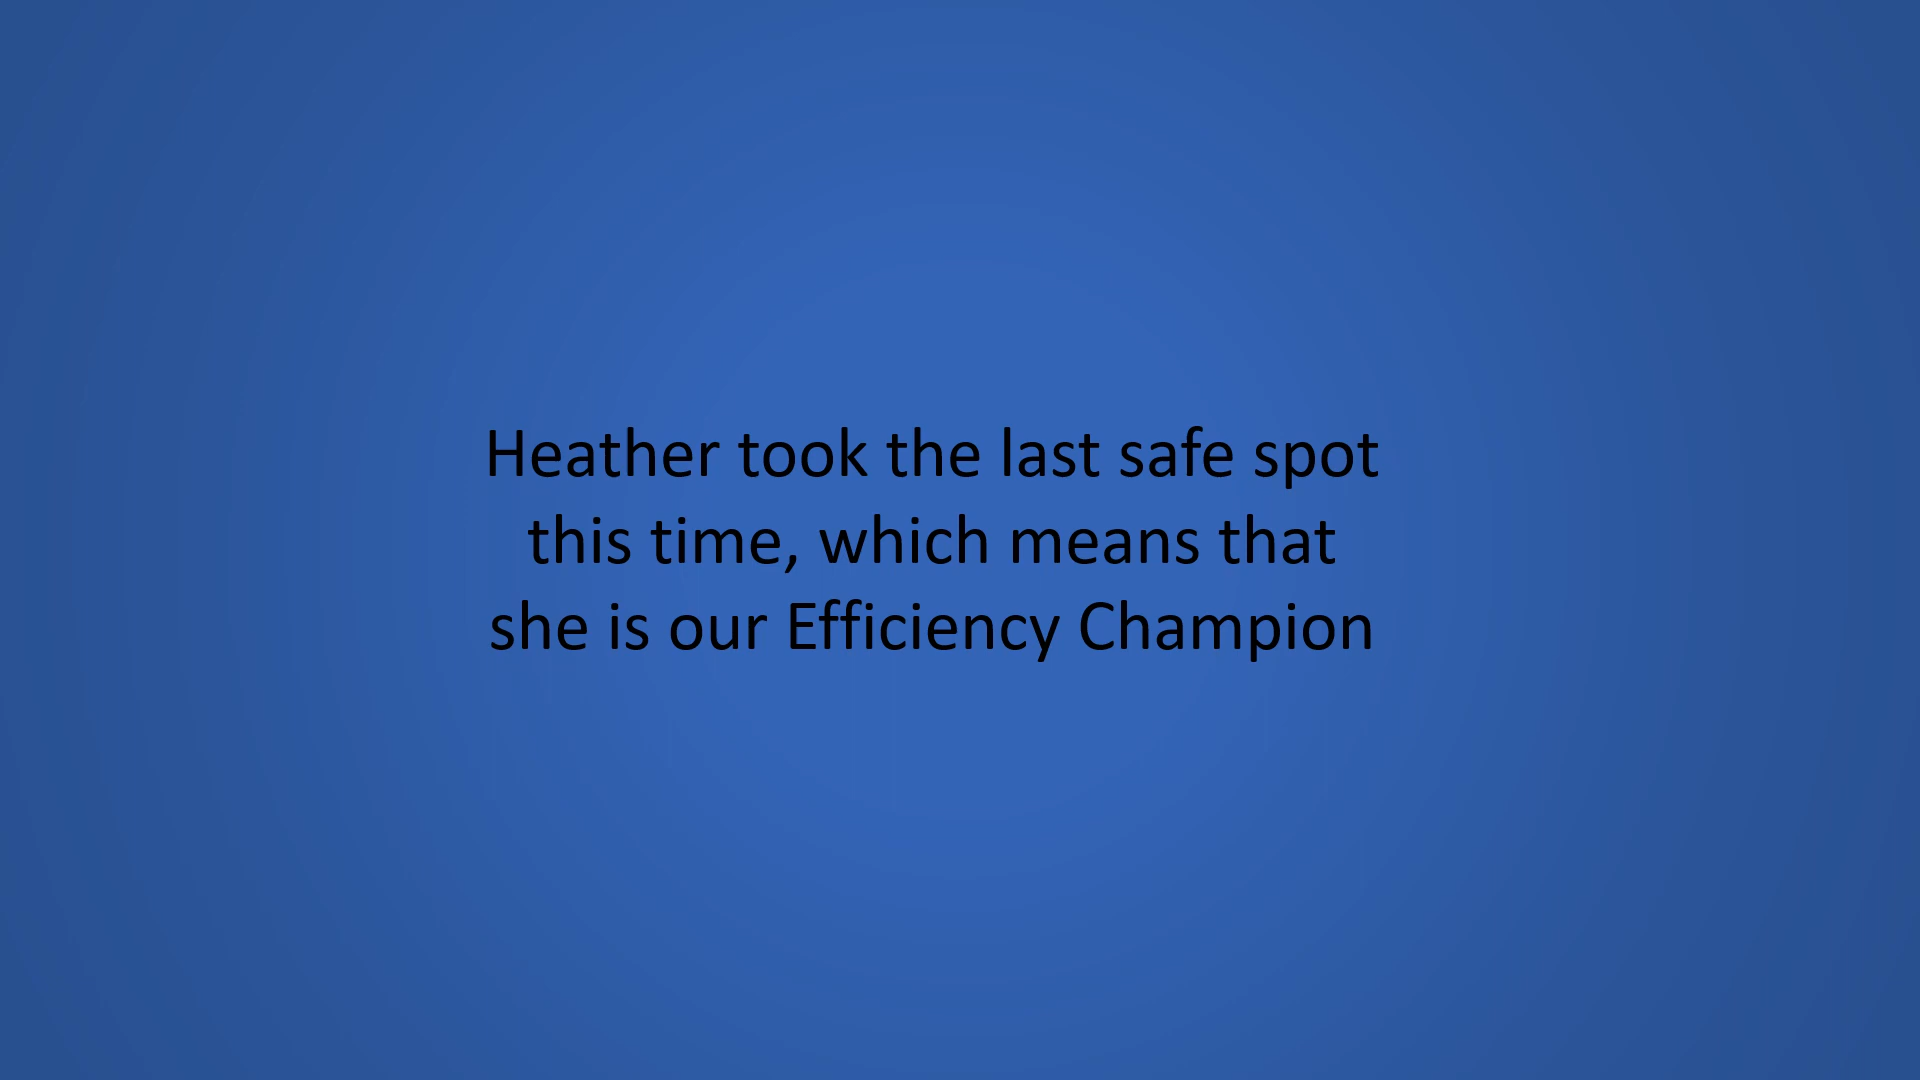 Heather took the last safe spot
this time, which means that
she is our Efficiency Champion